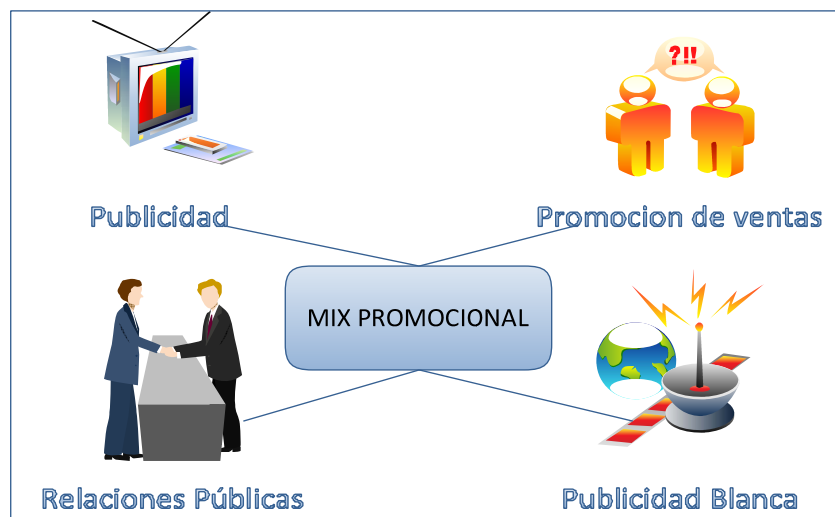 ?!!
Publicidad
Promocion de ventas
MIX PROMOCIONAL
Relaciones Públicas
Publicidad Blanca